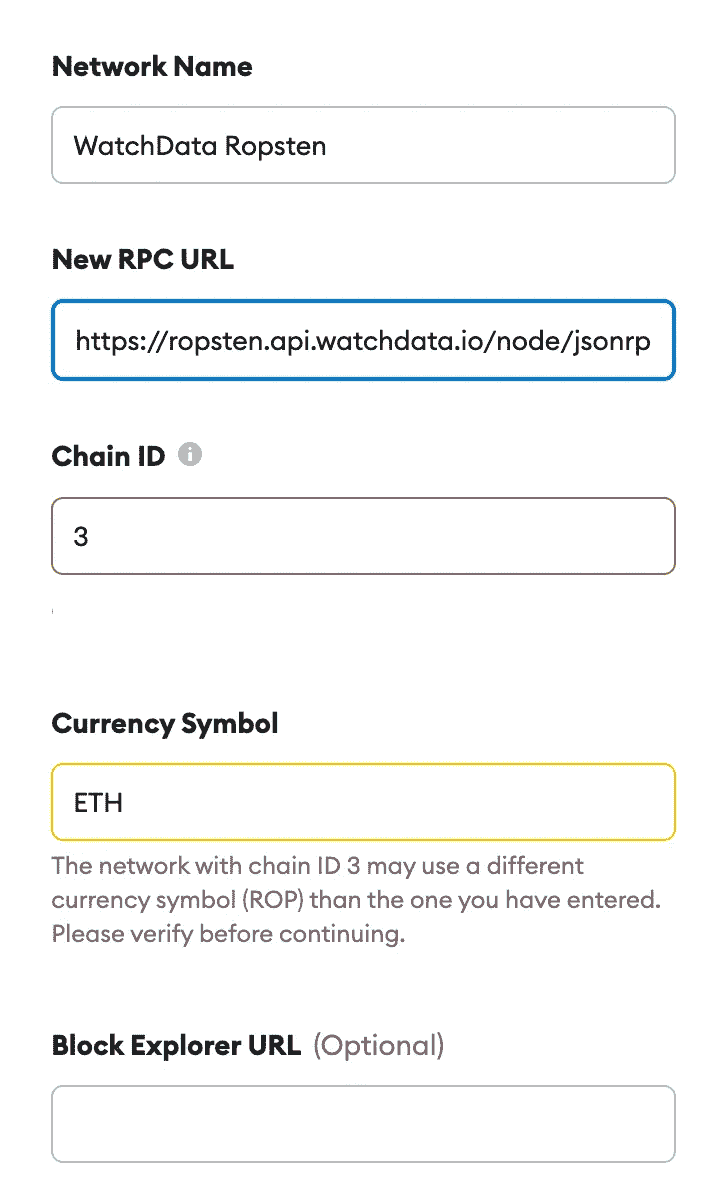 Network Name
WatchData Ropsten
New RPC URL
https://ropsten.api.watchdata.io/node/jsonrp
Chain ID i
3
Currency Symbol
ETH
The network with chain ID 3 may use a different
currency symbol (ROP) than the one you have entered.
Please verify before continuing.
Block Explorer URL (Optional)